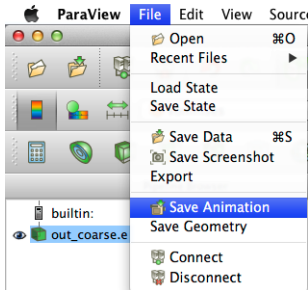 ParaView File Edit View Sourc
Open ⌘O
Recent Files ▶
Load State
Save State
Save Data ⌘S
Save Screenshot
Export
Save Animation
Save Geometry
Connect
Disconnect
builtin:
out_coarse.e